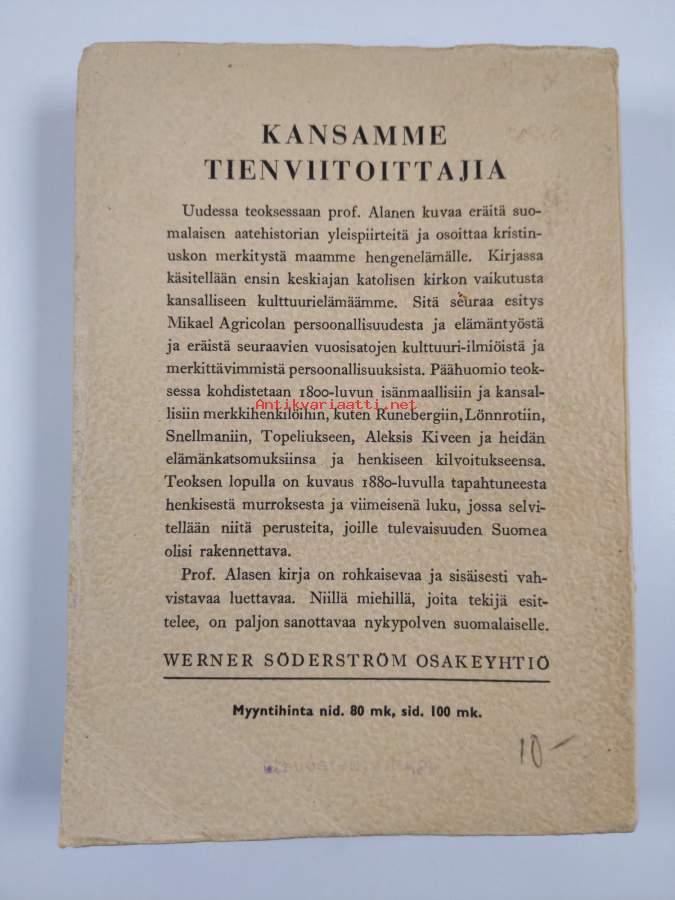 KANSAMME
TIENVIITOITTAJIA
Uudessa teoksessaan prof. Alanen kuvaa eräitä suo-
malaisen aatehistorian yleispiirteitä ja osoittaa kristin-
uskon merkitystä maamme hengenelämälle. Kirjassa
käsitellään ensin keskiajan katolisen kirkon vaikutusta
kansalliseen kulttuurielämäämme. Sitä seuraa esitys
Mikael Agricolan persoonallisuudesta ja elämäntyöstä
ja eräistä seuraavien vuosisatojen kulttuuri-ilmiöistä ja
merkittävimmistä persoonallisuuksista. Päähuomio teok-
sessa kohdistetaan 1800-luvun isänmaallisiin ja kansal-
Antikvariaatti.net
lisiin merkkihenkilöihin, kuten Runebergiin, Lönnrotiin,
Snellmaniin, Topeliukseen, Aleksis Kiveen ja heidän
elämänkatsomuksiinsa ja henkiseen kilvoitukseensa.
Teoksen lopulla on kuvaus 1880-luvulla tapahtuneesta
henkisestä murroksesta ja viimeisenä luku, jossa selvi-
tellään niitä perusteita, joille tulevaisuuden Suomea
olisi rakennettava.
Prof. Alasen kirja on rohkaisevaa ja sisäisesti vah-
vistavaa luettavaa. Niillä miehillä, joita tekijä esit-
telee, on paljon sanottavaa nykypolven suomalaiselle.
WERNER SÖDERSTRÖM OSAKEYHTIÖ
Myyntihinta nid. 80 mk, sid. 100 mk.
10-